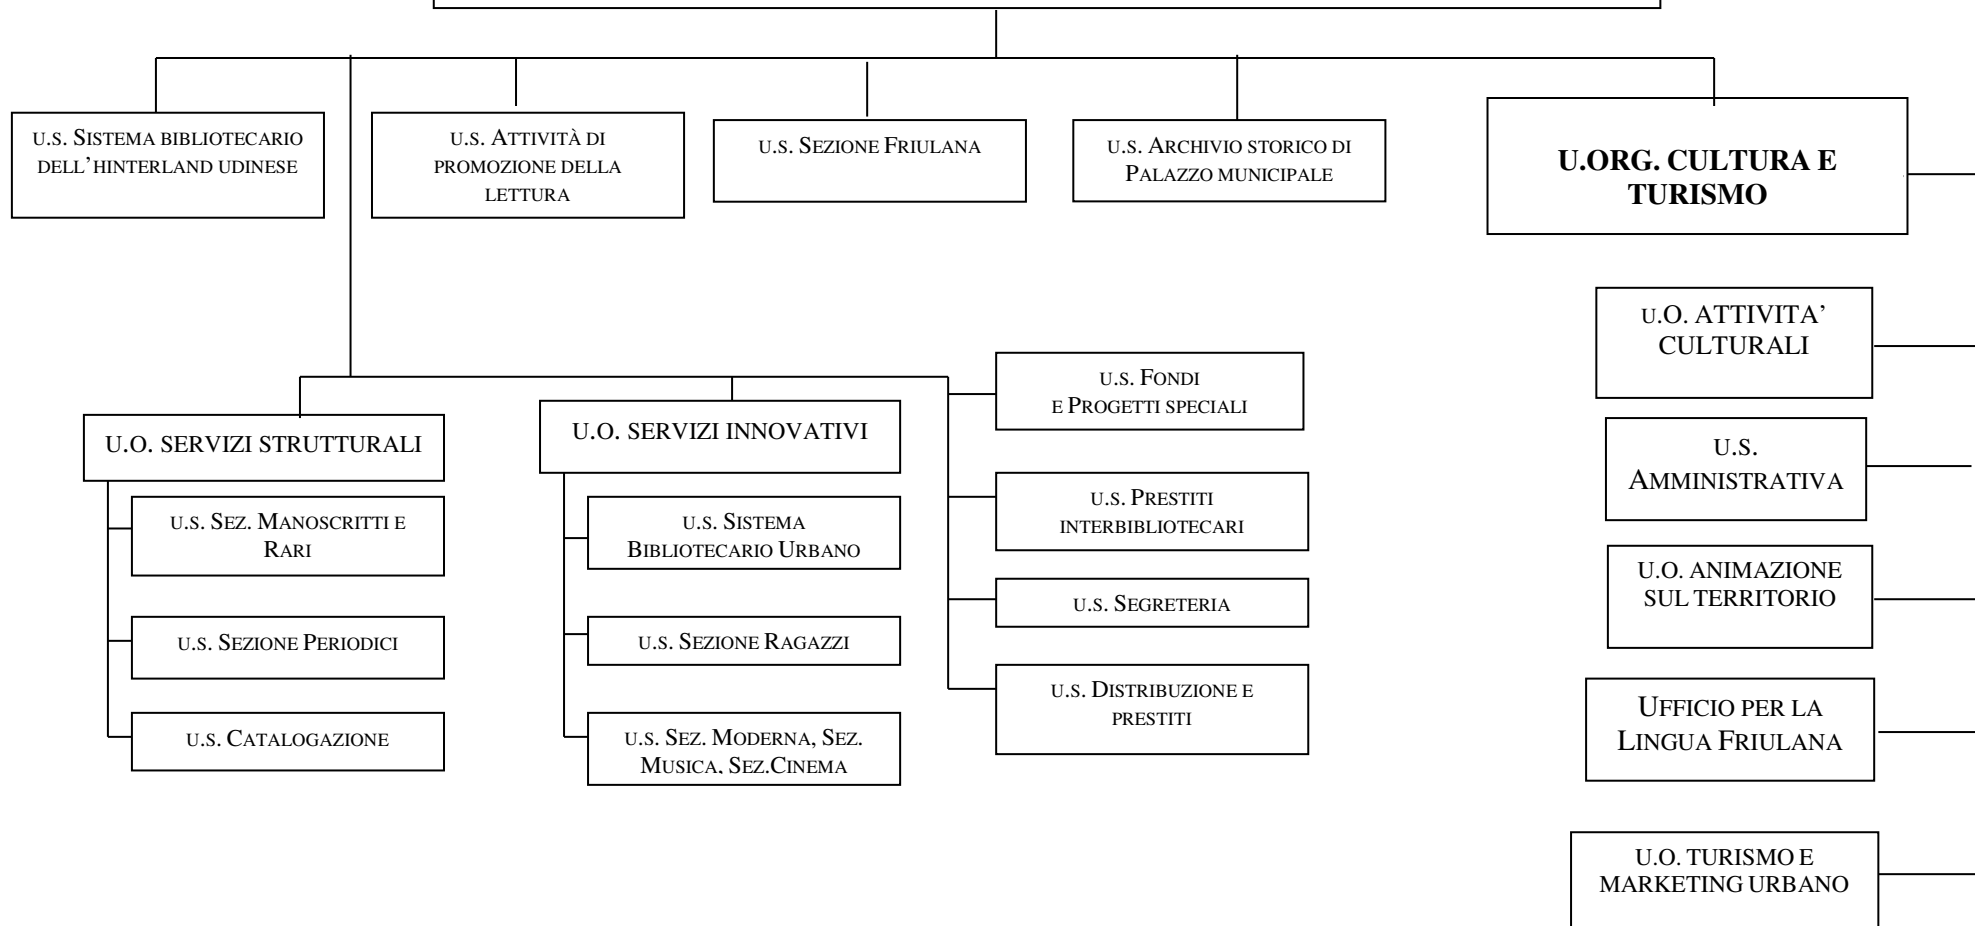 U.S. SISTEMA BIBLIOTECARIO
DELL’HINTERLAND UDINESE
U.S. ATTIVITÀ DI
PROMOZIONE DELLA
LETTURA
U.S. SEZIONE FRIULANA
U.S. ARCHIVIO STORICO DI
PALAZZO MUNICIPALE
U.ORG. CULTURA E
TURISMO
U.O. SERVIZI STRUTTURALI
U.S. SEZ. MANOSCRITTI E
RARI
U.S. SEZIONE PERIODICI
U.S. CATALOGAZIONE
U.O. SERVIZI INNOVATIVI
U.S. SISTEMA
BIBLIOTECARIO URBANO
U.S. SEZIONE RAGAZZI
U.S. SEZ. MODERNA, SEZ.
MUSICA, SEZ.CINEMA
U.S. FONDI
E PROGETTI SPECIALI
U.S. PRESTITI
INTERBIBLIOTECARI
U.S. SEGRETERIA
U.S. DISTRIBUZIONE E
PRESTITI
U.O. ATTIVITA’
CULTURALI
U.S.
AMMINISTRATIVA
U.O. ANIMAZIONE
SUL TERRITORIO
UFFICIO PER LA
LINGUA FRIULANA
U.O. TURISMO E
MARKETING URBANO